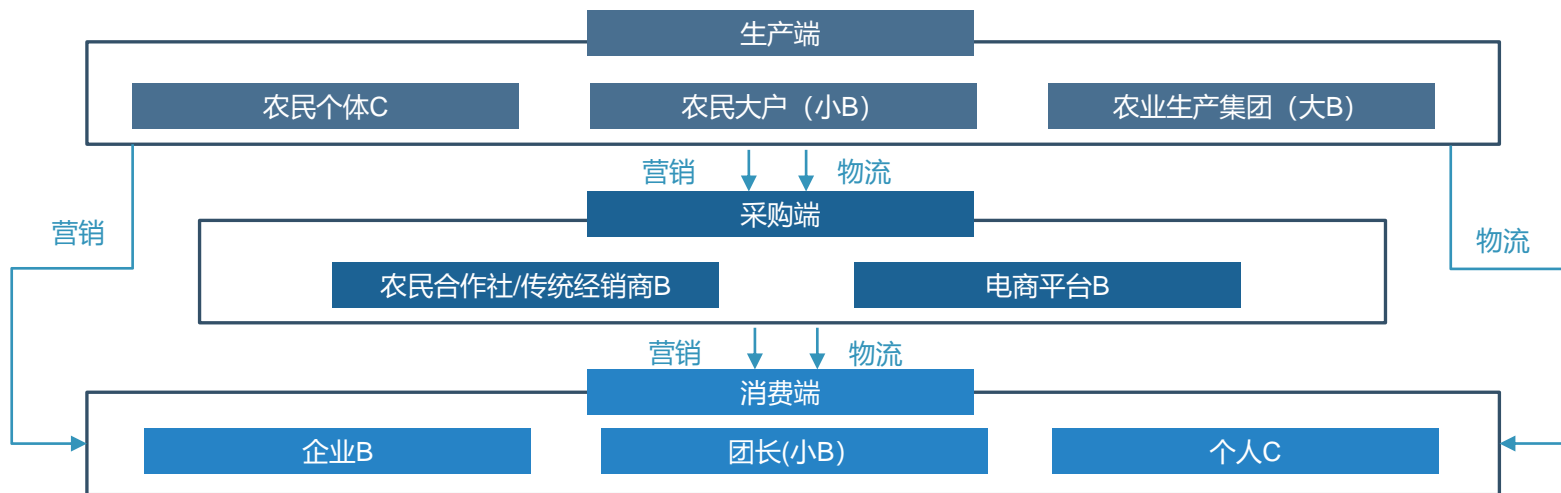 生产端
农民个体C
农民大户（小B）
农业生产集团（大B）
营销
物流
采购端
营销
物流
农民合作社/传统经销商B
电商平台B
营销
物流
消费端
企业B
团长(小B）
个人C